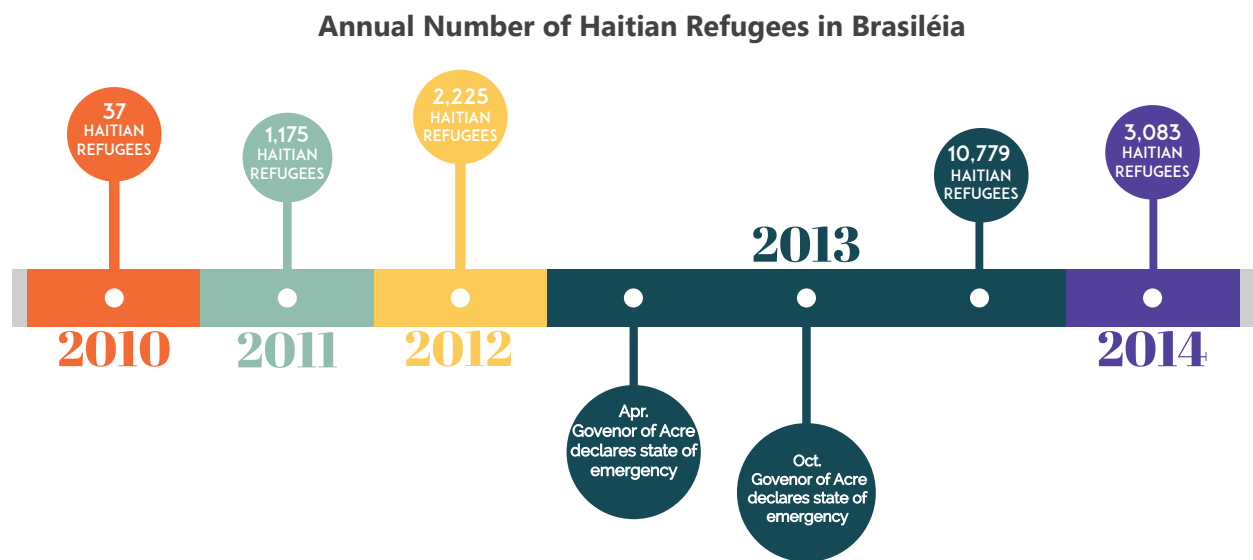 Annual Number of Haitian Refugees in Brasiléia
37
HAITIAN
REFUGEES
1,175
HAITIAN
REFUGEES
2,225
HAITIAN
REFUGEES
10,779
HAITIAN
REFUGEES
3,083
HAITIAN
REFUGEES
2013
2010
2011
2012
2014
Apr.
Govenor of Acre
declares state of
emergency
Oct.
Govenor of Acre
declares state of
emergency